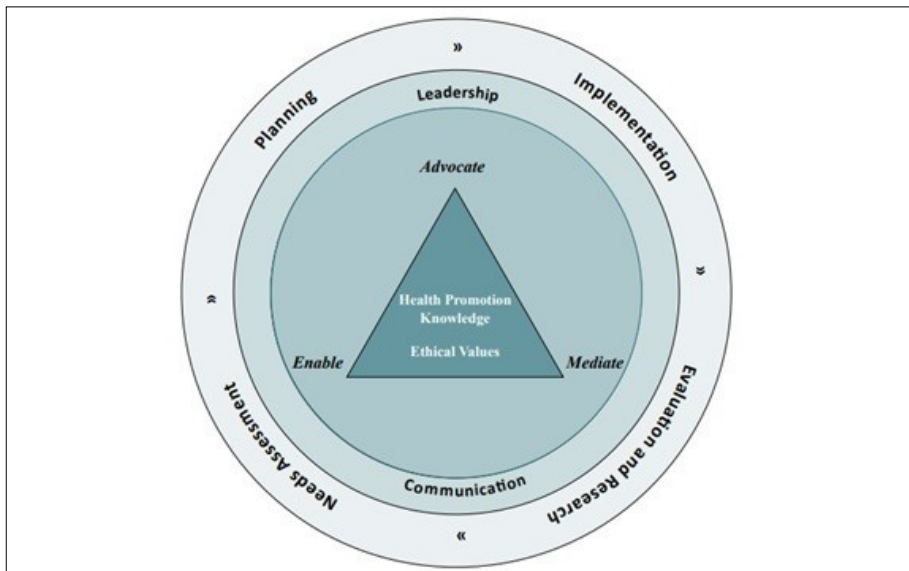 »
Planning
Implementation
Leadership
Advocate
»
»
Health Promotion
Knowledge
Ethical Values
Enable
Mediate
Needs Assessment
Evaluation and Research
Communication
»